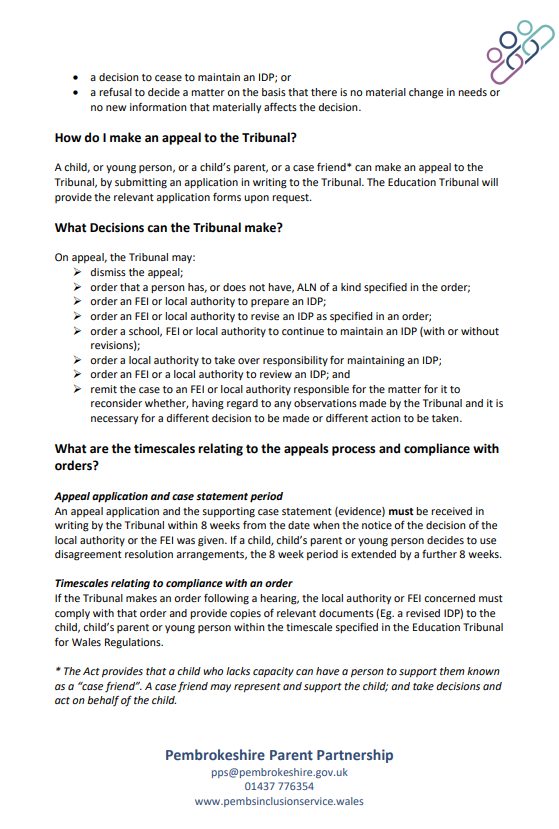 • a decision to cease to maintain an IDP; or
• a refusal to decide a matter on the basis that there is no material change in needs or
no new information that materially affects the decision.
How do I make an appeal to the Tribunal?
A child, or young person, or a child’s parent, or a case friend* can make an appeal to the
Tribunal, by submitting an application in writing to the Tribunal. The Education Tribunal will
provide the relevant application forms upon request.
What Decisions can the Tribunal make?
On appeal, the Tribunal may:
➢ dismiss the appeal;
➢ order that a person has, or does not have, ALN of a kind specified in the order;
➢ order an FEI or local authority to prepare an IDP;
➢ order an FEI or local authority to revise an IDP as specified in an order;
➢ order a school, FEI or local authority to continue to maintain an IDP (with or without
revisions);
➢ order a local authority to take over responsibility for maintaining an IDP;
➢ order an FEI or a local authority to review an IDP; and
➢ remit the case to an FEI or local authority responsible for the matter for it to
reconsider whether, having regard to any observations made by the Tribunal and it is
necessary for a different decision to be made or different action to be taken.
What are the timescales relating to the appeals process and compliance with
orders?
Appeal application and case statement period
An appeal application and the supporting case statement (evidence) must be received in
writing by the Tribunal within 8 weeks from the date when the notice of the decision of the
local authority or the FEI was given. If a child, child’s parent or young person decides to use
disagreement resolution arrangements, the 8 week period is extended by a further 8 weeks.
Timescales relating to compliance with an order
If the Tribunal makes an order following a hearing, the local authority or FEI concerned must
comply with that order and provide copies of relevant documents (Eg. a revised IDP) to the
child, child’s parent or young person within the timescale specified in the Education Tribunal
for Wales Regulations.
* The Act provides that a child who lacks capacity can have a person to support them known
as a “case friend”. A case friend may represent and support the child; and take decisions and
act on behalf of the child.
Pembrokeshire Parent Partnership
pps@pembrokeshire.gov.uk
01437 776354
www.pembsinclusionservice.wales